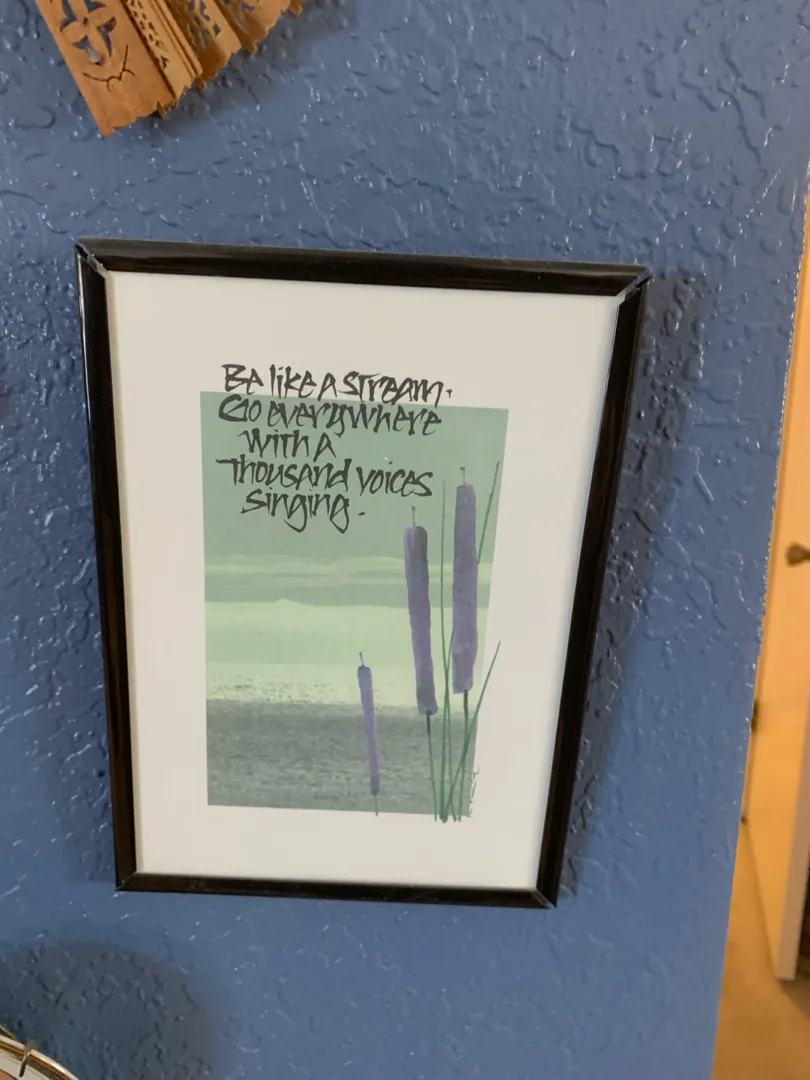 Be like a stream.
Go everywhere
with a
Thousand voices
singing.